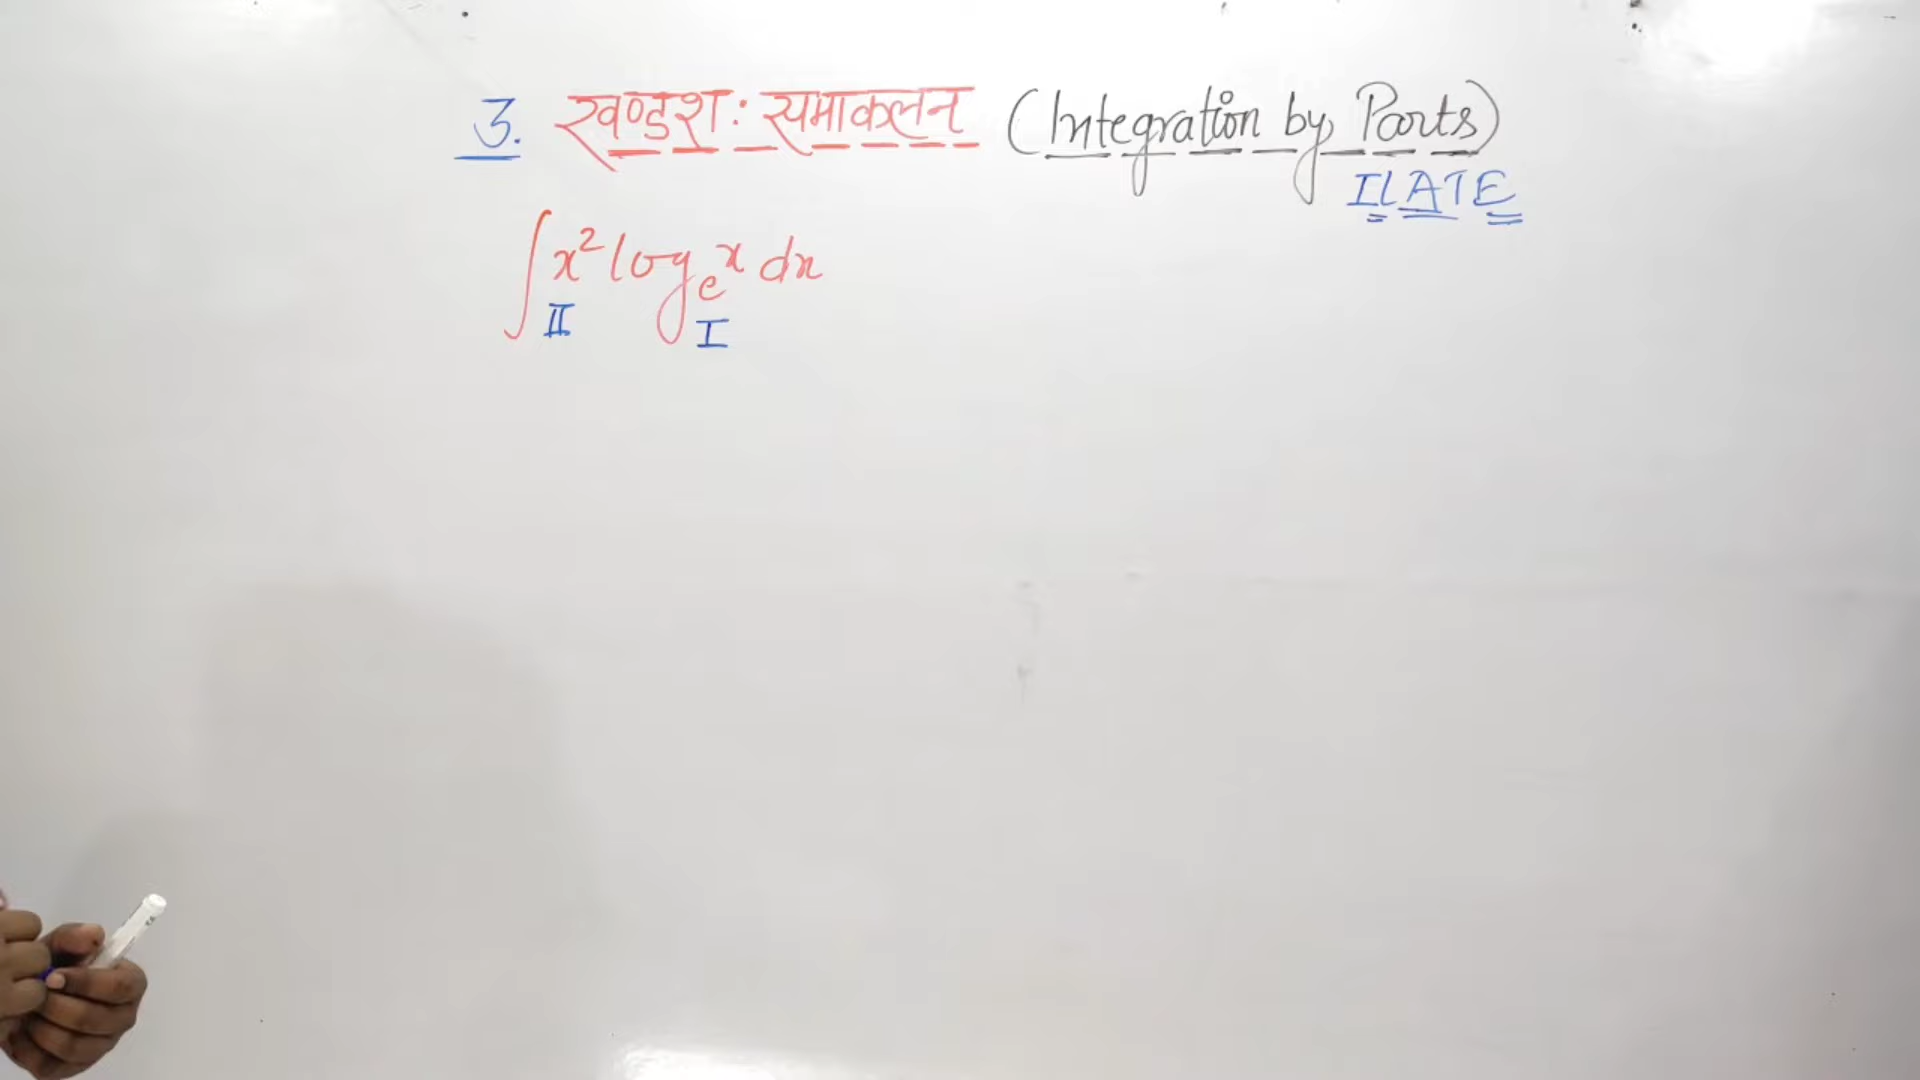 3. खण्डशः समाकलन (Integration by Parts)
ILATE
∫x² logₑx dx
II I